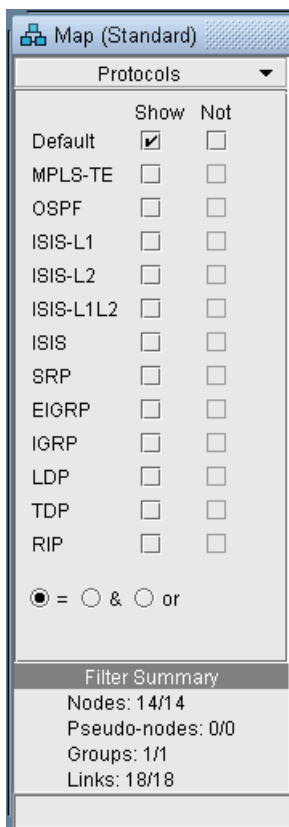 Map (Standard)
Protocols
Show Not
Default
MPLS-TE
OSPF
ISIS-L1
ISIS-L2
ISIS-L1L2
ISIS
SRP
EIGRP
IGRP
LDP
TDP
RIP
= & or
Filter Summary
Nodes: 14/14
Pseudo-nodes: 0/0
Groups: 1/1
Links: 18/18